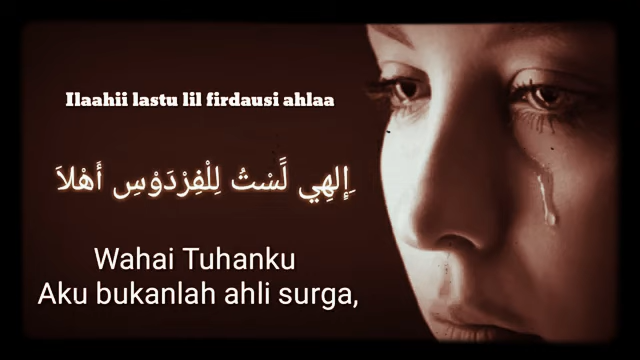 Ilaahii lastu lil firdausi ahlaa
إِلٰهِي لَّسْتُ لِلْفِرْدَوْسِ أَهْلاَ
Wahai Tuhanku
Aku bukanlah ahli surga,